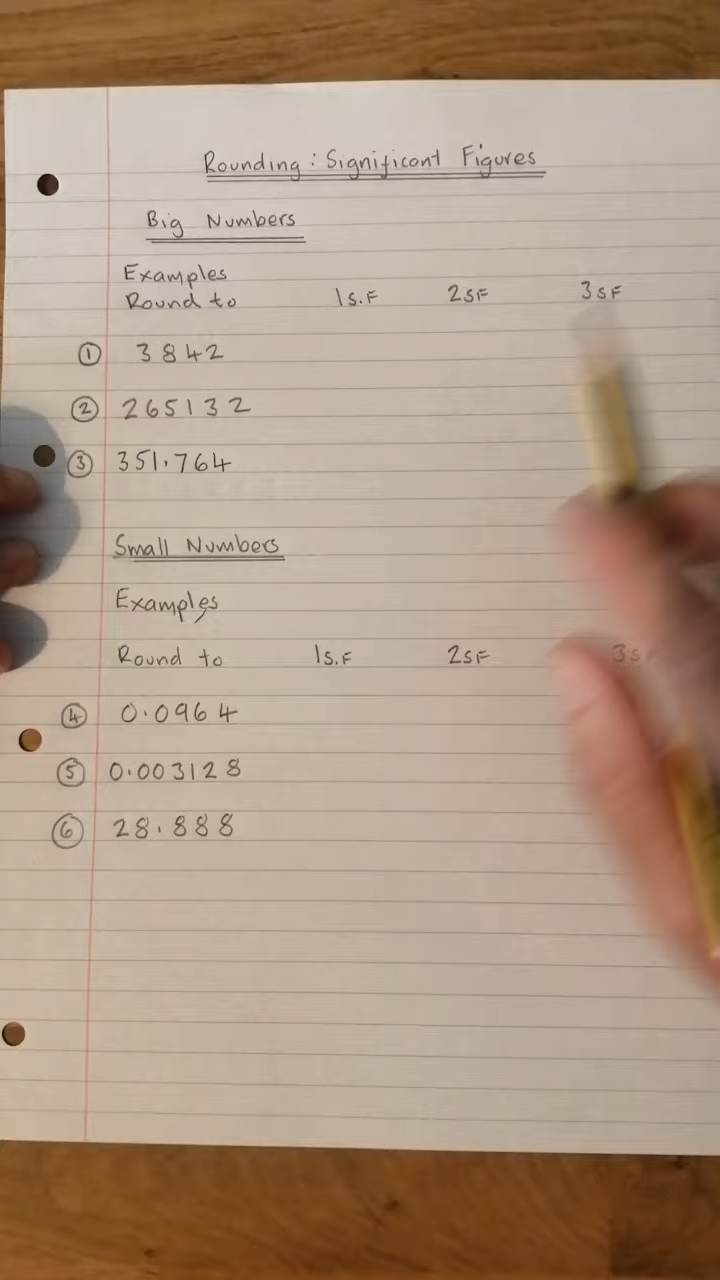 Rounding : Significant Figures
Big Numbers
Examples
Round to 1s.F 2SF 3SF
① 3842
② 265132
③ 351.764
Small Numbers
Examples
Round to 1s.F 2SF
④ 0.0964
⑤ 0.003128
⑥ 28.888